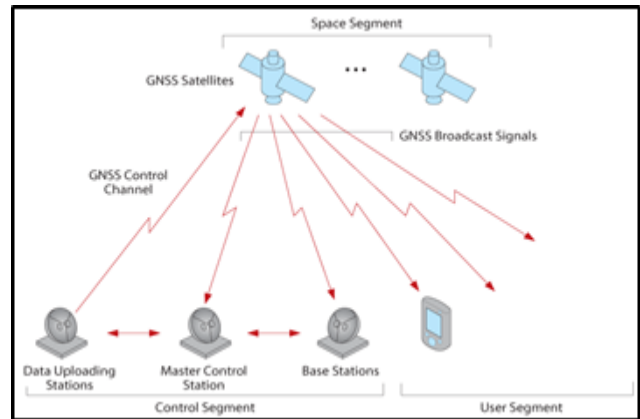 Space Segment
GNSS Satellites
GNSS Broadcast Signals
GNSS Control
Channel
Data Uploading
Stations
Master Control
Station
Base Stations
Control Segment
User Segment